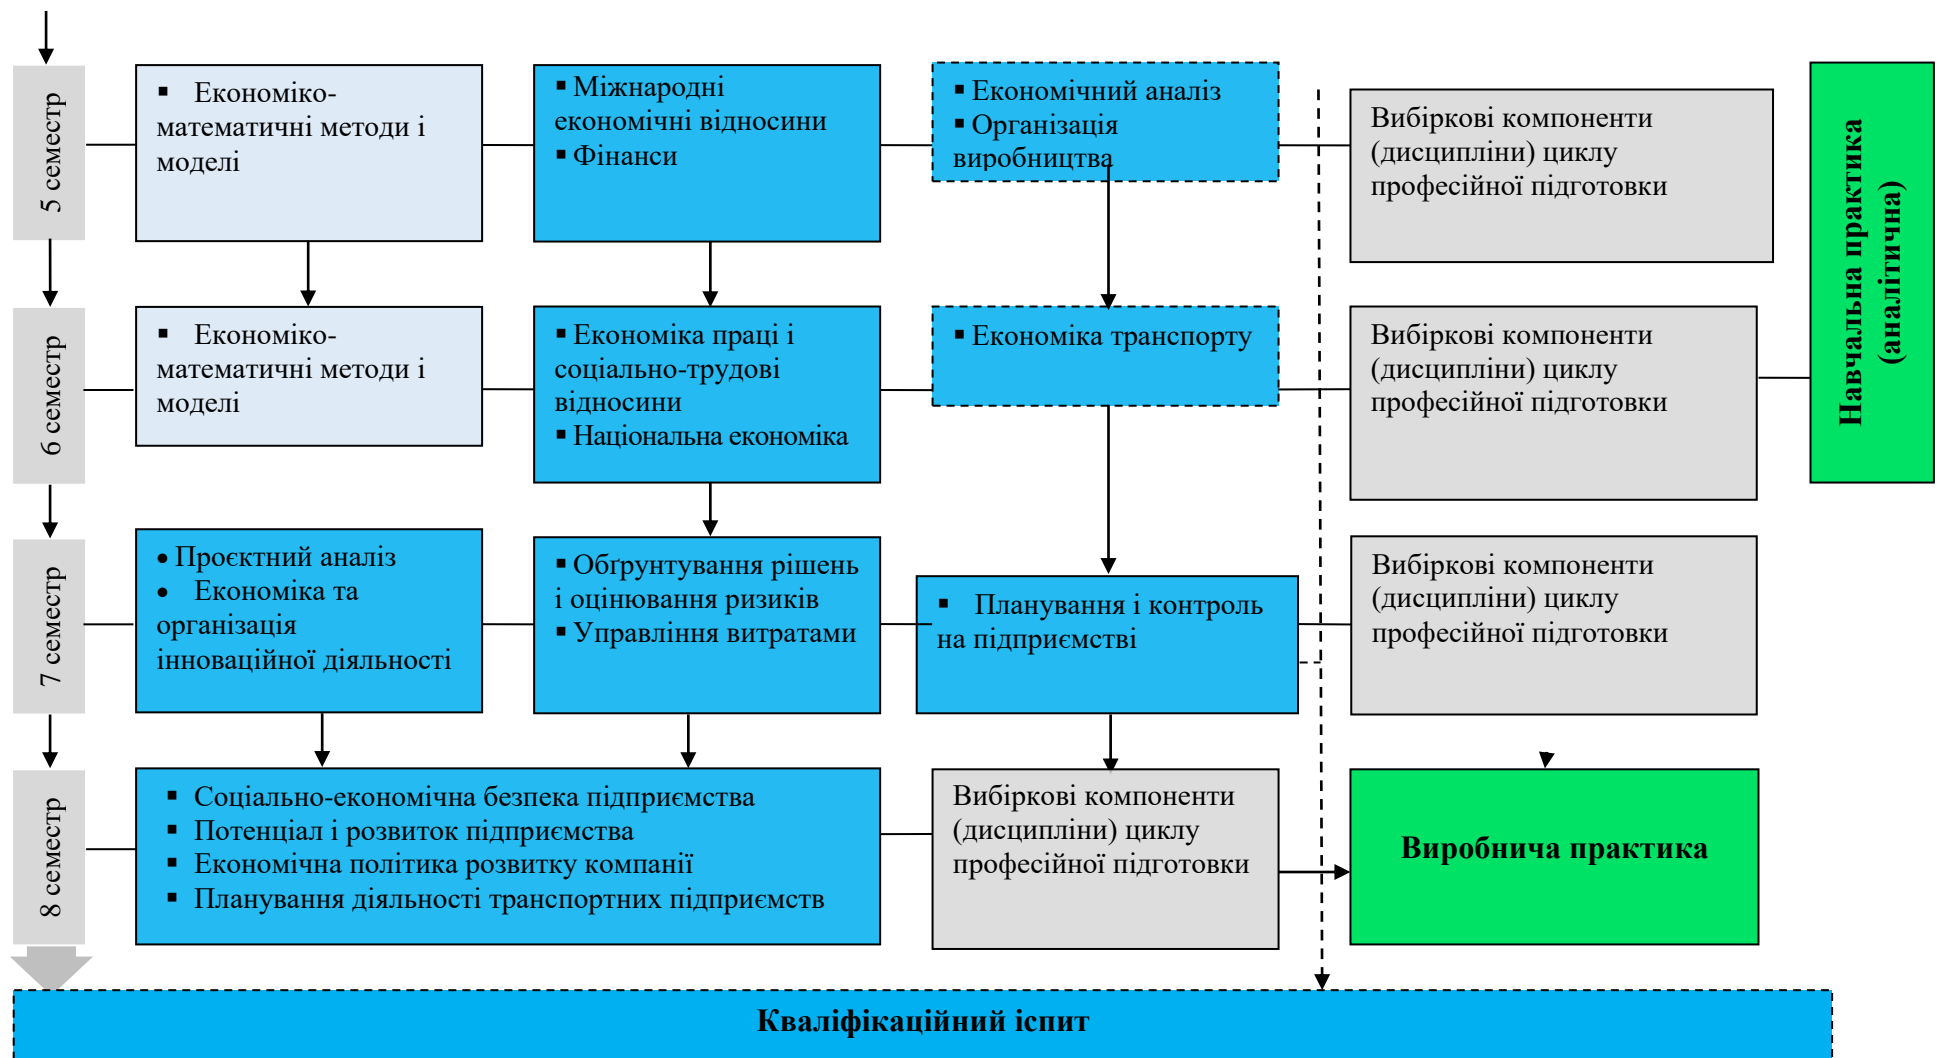 5 семестр
▪ Економіко-
математичні методи і
моделі
▪ Міжнародні
економічні відносини
▪ Фінанси
▪ Економічний аналіз
▪ Організація
виробництва
Вибіркові компоненти
(дисципліни) циклу
професійної підготовки
Навчальна практика
(аналітична)
6 семестр
▪ Економіко-
математичні методи і
моделі
▪ Економіка праці і
соціально-трудові
відносини
▪ Національна економіка
▪ Економіка транспорту
Вибіркові компоненти
(дисципліни) циклу
професійної підготовки
7 семестр
• Проєктний аналіз
• Економіка та
організація
інноваційної діяльності
▪ Обґрунтування рішень
і оцінювання ризиків
▪ Управління витратами
▪ Планування і контроль
на підприємстві
Вибіркові компоненти
(дисципліни) циклу
професійної підготовки
8 семестр
▪ Соціально-економічна безпека підприємства
▪ Потенціал і розвиток підприємства
▪ Економічна політика розвитку компанії
▪ Планування діяльності транспортних підприємств
Вибіркові компоненти
(дисципліни) циклу
професійної підготовки
Виробнича практика
Кваліфікаційний іспит